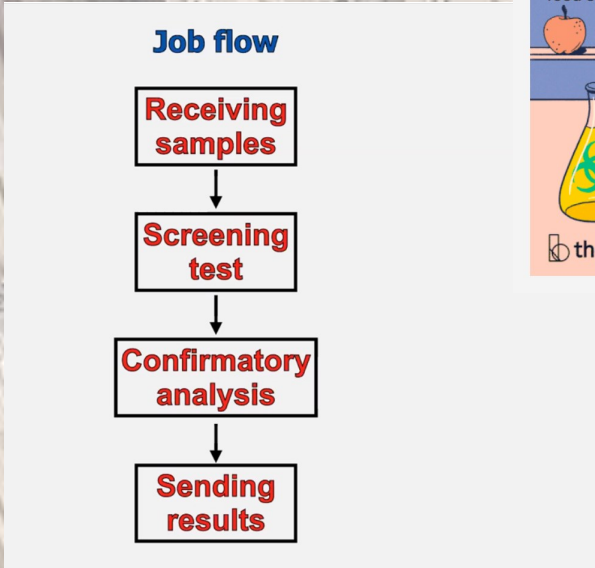 Job flow
Receiving
samples
Screening
test
Confirmatory
analysis
Sending
results
th